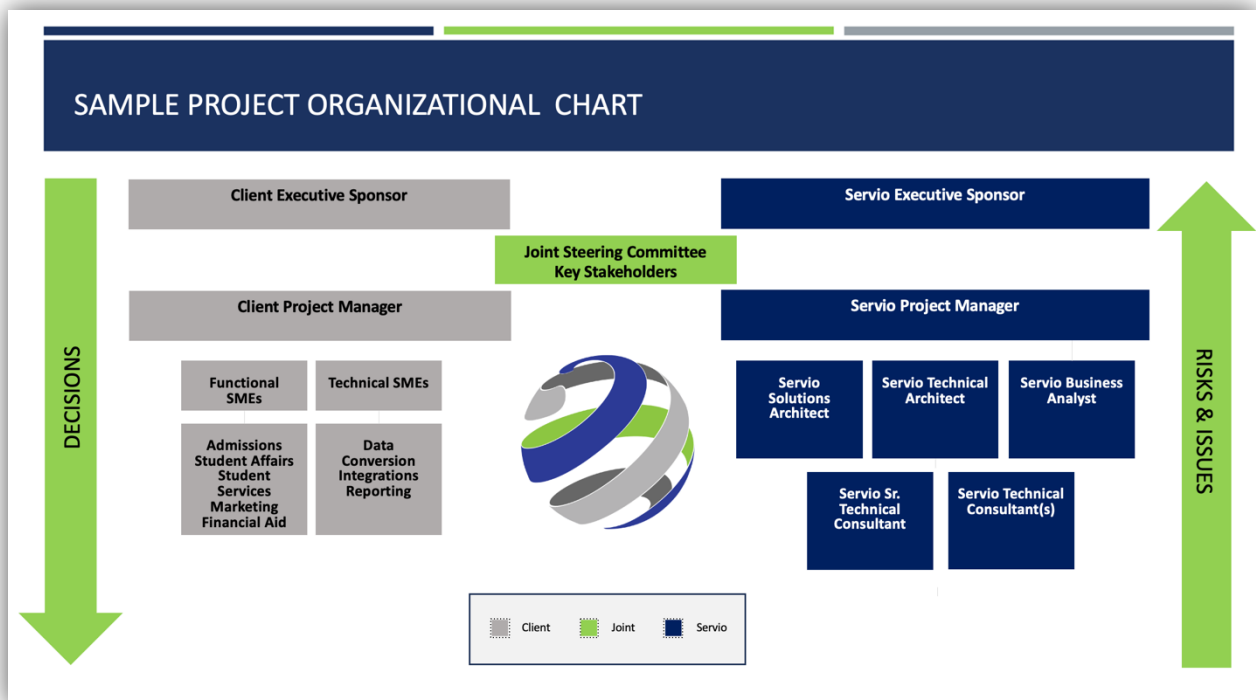 SAMPLE PROJECT ORGANIZATIONAL CHART
DECISIONS
Client Executive Sponsor
Servio Executive Sponsor
Joint Steering Committee
Key Stakeholders
Client Project Manager
Servio Project Manager
Functional
SMEs
Technical SMEs
Admissions
Student Affairs
Student
Services
Marketing
Financial Aid
Data
Conversion
Integrations
Reporting
Servio
Solutions
Architect
Servio Technical
Architect
Servio Business
Analyst
Servio Sr.
Technical
Consultant
Servio Technical
Consultant(s)
RISKS & ISSUES
Client
Joint
Servio